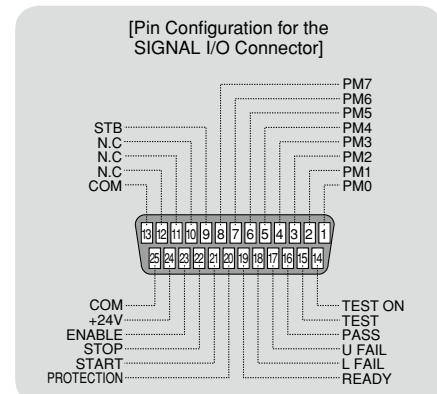 [Pin Configuration for the
SIGNAL I/O Connector]
PM7
PM6
PM5
STB PM4
N.C PM3
N.C PM2
N.C PM1
COM PM0
13 12 11 10 9 8 7 6 5 4 3 2 1
25 24 23 22 21 20 19 18 17 16 15 14
COM TEST ON
+24V TEST
ENABLE PASS
STOP U FAIL
START L FAIL
PROTECTION READY